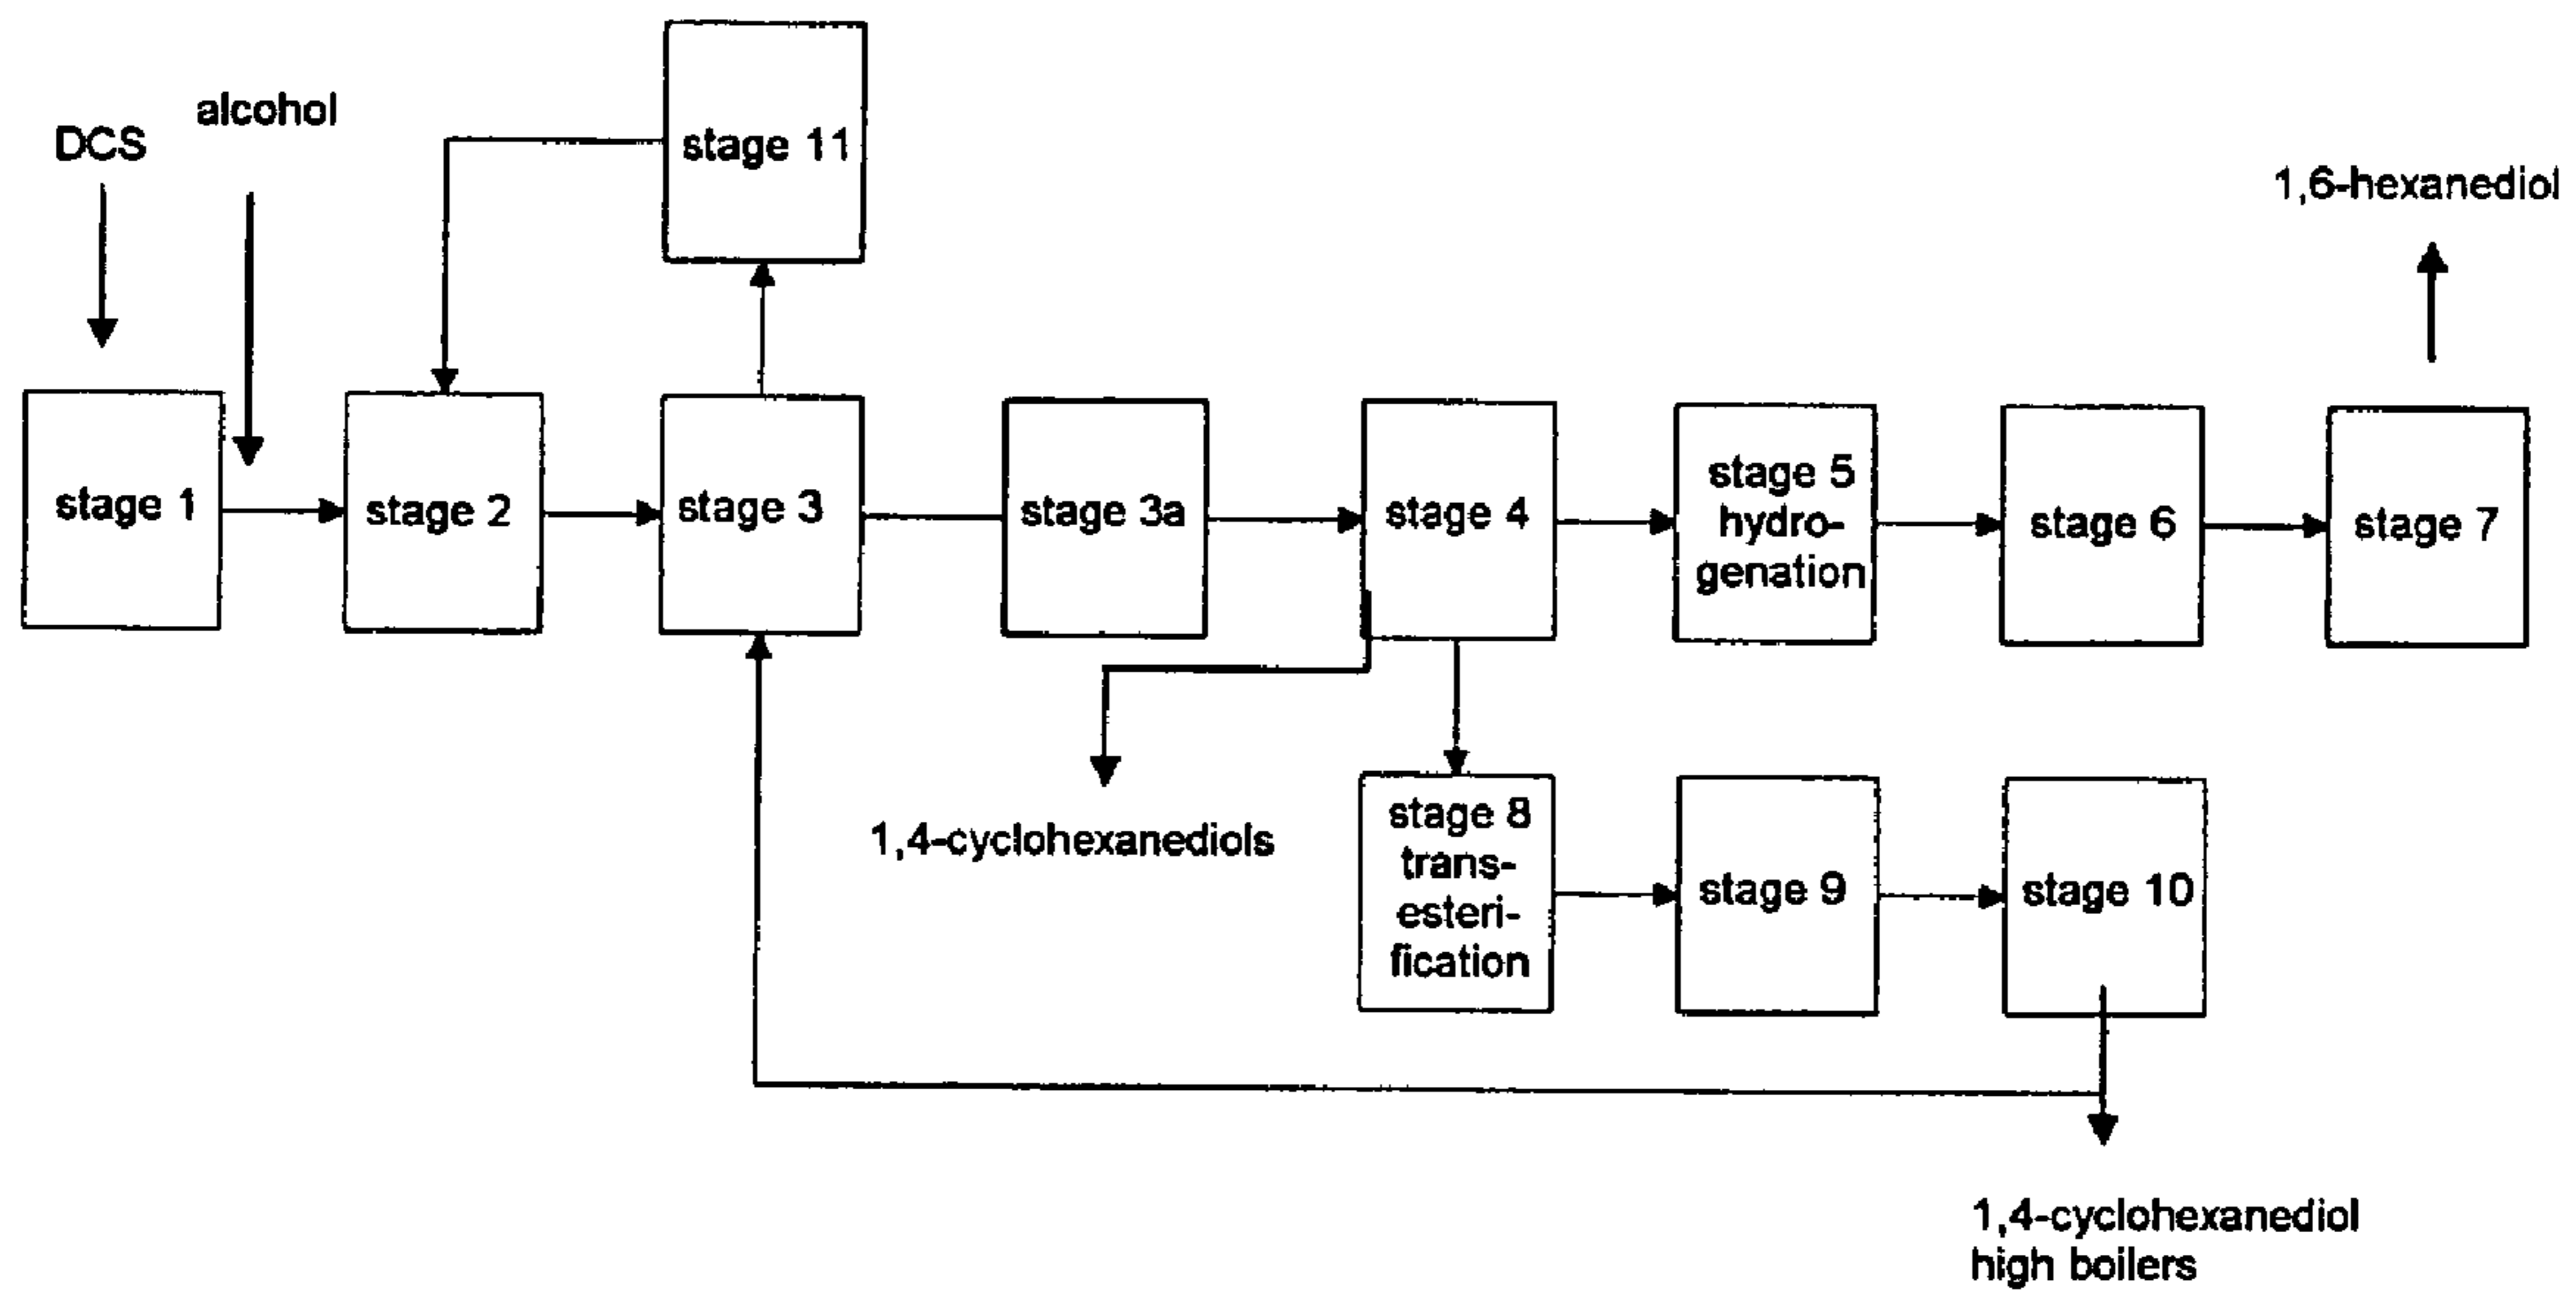 alcohol
DCS
stage 11
1,6-hexanediol
stage 1
stage 2
stage 3
stage 3a
stage 4
stage 5
hydro-
genation
stage 6
stage 7
1,4-cyclohexanediols
stage 8
trans-
esteri-
fication
stage 9
stage 10
1,4-cyclohexanediol
high boilers